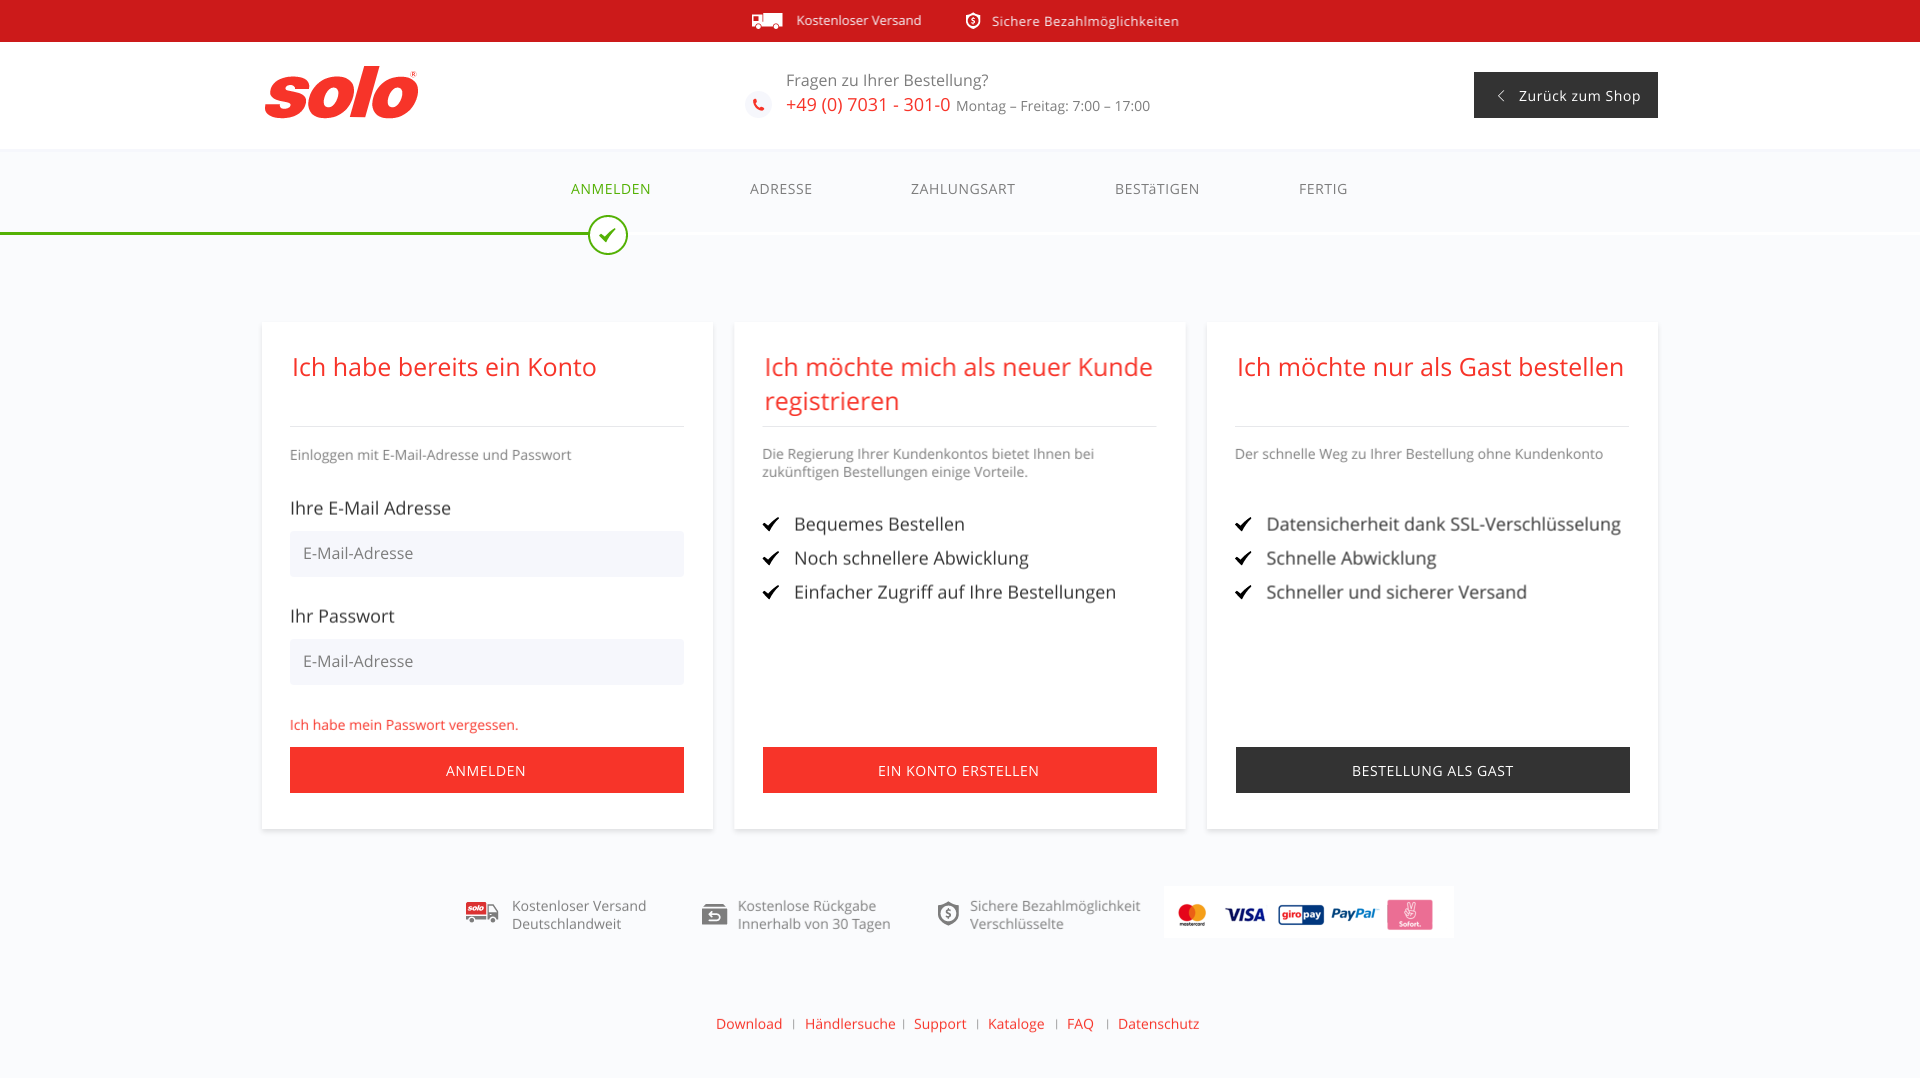 Kostenloser Versand
Sichere Bezahlmöglichkeiten
solo®
Fragen zu Ihrer Bestellung?
+49 (0) 7031 - 301-0 Montag – Freitag: 7:00 – 17:00
Zurück zum Shop
ANMELDEN
ADRESSE
ZAHLUNGSART
BESTäTIGEN
FERTIG
Ich habe bereits ein Konto
Einloggen mit E-Mail-Adresse und Passwort
Ihre E-Mail Adresse
E-Mail-Adresse
Ihr Passwort
E-Mail-Adresse
Ich habe mein Passwort vergessen.
ANMELDEN
Ich möchte mich als neuer Kunde
registrieren
Die Regierung Ihrer Kundenkontos bietet Ihnen bei
zukünftigen Bestellungen einige Vorteile.
Bequemes Bestellen
Noch schnellere Abwicklung
Einfacher Zugriff auf Ihre Bestellungen
EIN KONTO ERSTELLEN
Ich möchte nur als Gast bestellen
Der schnelle Weg zu Ihrer Bestellung ohne Kundenkonto
Datensicherheit dank SSL-Verschlüsselung
Schnelle Abwicklung
Schneller und sicherer Versand
BESTELLUNG ALS GAST
solo
Kostenloser Versand
Deutschlandweit
Kostenlose Rückgabe
Innerhalb von 30 Tagen
Sichere Bezahlmöglichkeit
Verschlüsselte
mastercard
VISA
giropay
PayPal
Sofort.
Download | Händlersuche | Support | Kataloge | FAQ | Datenschutz